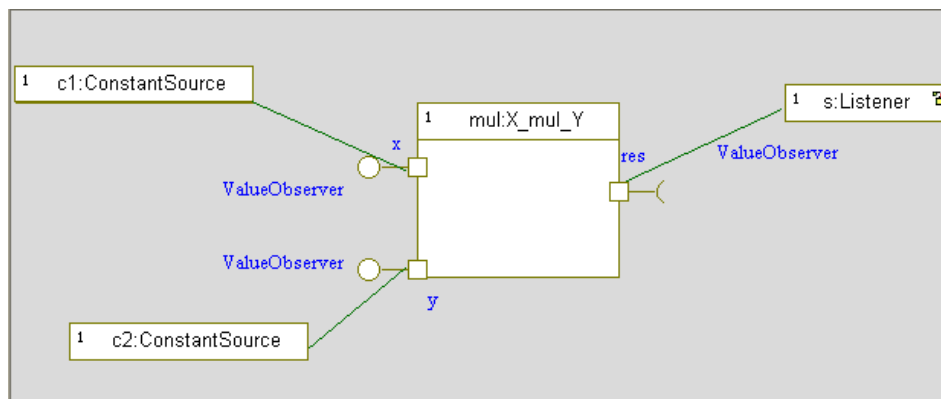 1 c1:ConstantSource
1 s:Listener
1 mul:X_mul_Y
x
res
ValueObserver
ValueObserver
ValueObserver
y
1 c2:ConstantSource